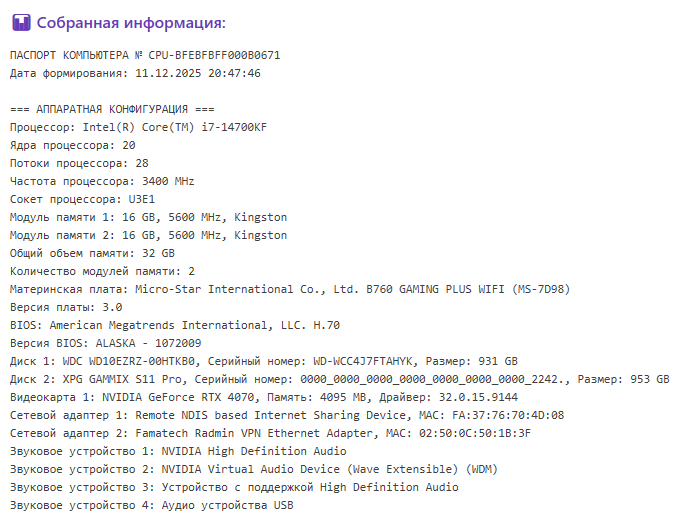 Собранная информация:
ПАСПОРТ КОМПЬЮТЕРА № CPU-BFEBFBFF000B0671
Дата формирования: 11.12.2025 20:47:46
=== АППАРАТНАЯ КОНФИГУРАЦИЯ ===
Процессор: Intel(R) Core(TM) i7-14700KF
Ядра процессора: 20
Потоки процессора: 28
Частота процессора: 3400 MHz
Сокет процессора: U3E1
Модуль памяти 1: 16 GB, 5600 MHz, Kingston
Модуль памяти 2: 16 GB, 5600 MHz, Kingston
Общий объем памяти: 32 GB
Количество модулей памяти: 2
Материнская плата: Micro-Star International Co., Ltd. B760 GAMING PLUS WIFI (MS-7D98)
Версия платы: 3.0
BIOS: American Megatrends International, LLC. H.70
Версия BIOS: ALASKA - 1072009
Диск 1: WDC WD10EZRZ-00HTKB0, Серийный номер: WD-WCC4J7FTAHYK, Размер: 931 GB
Диск 2: XPG GAMMIX S11 Pro, Серийный номер: 0000_0000_0000_0000_0000_0000_0000_2242., Размер: 953 GB
Видеокарта 1: NVIDIA GeForce RTX 4070, Память: 4095 MB, Драйвер: 32.0.15.9144
Сетевой адаптер 1: Remote NDIS based Internet Sharing Device, MAC: FA:37:76:70:4D:08
Сетевой адаптер 2: Famatech Radmin VPN Ethernet Adapter, MAC: 02:50:0C:50:1B:3F
Звуковое устройство 1: NVIDIA High Definition Audio
Звуковое устройство 2: NVIDIA Virtual Audio Device (Wave Extensible) (WDM)
Звуковое устройство 3: Устройство с поддержкой High Definition Audio
Звуковое устройство 4: Аудио устройства USB